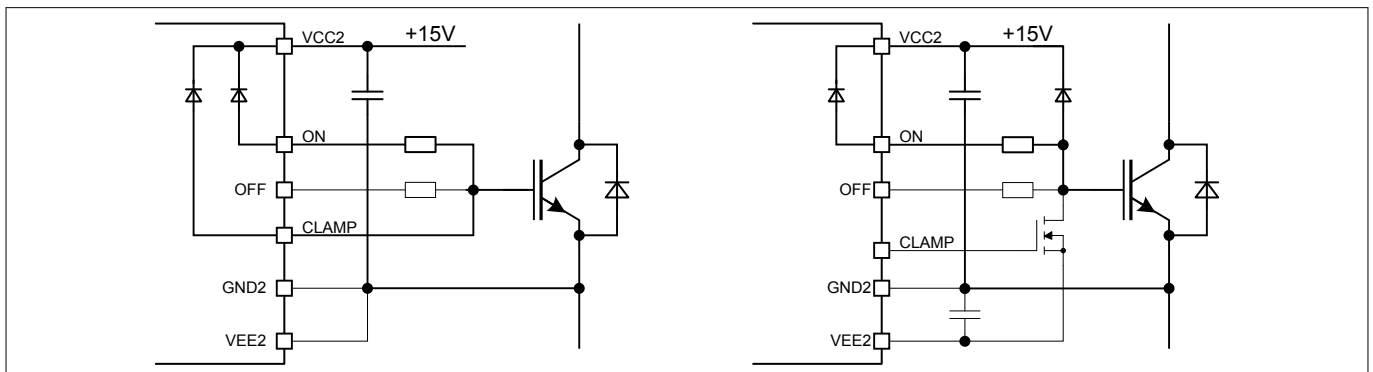 VCC2
+15V
ON
OFF
CLAMP
GND2
VEE2
VCC2
+15V
ON
OFF
CLAMP
GND2
VEE2